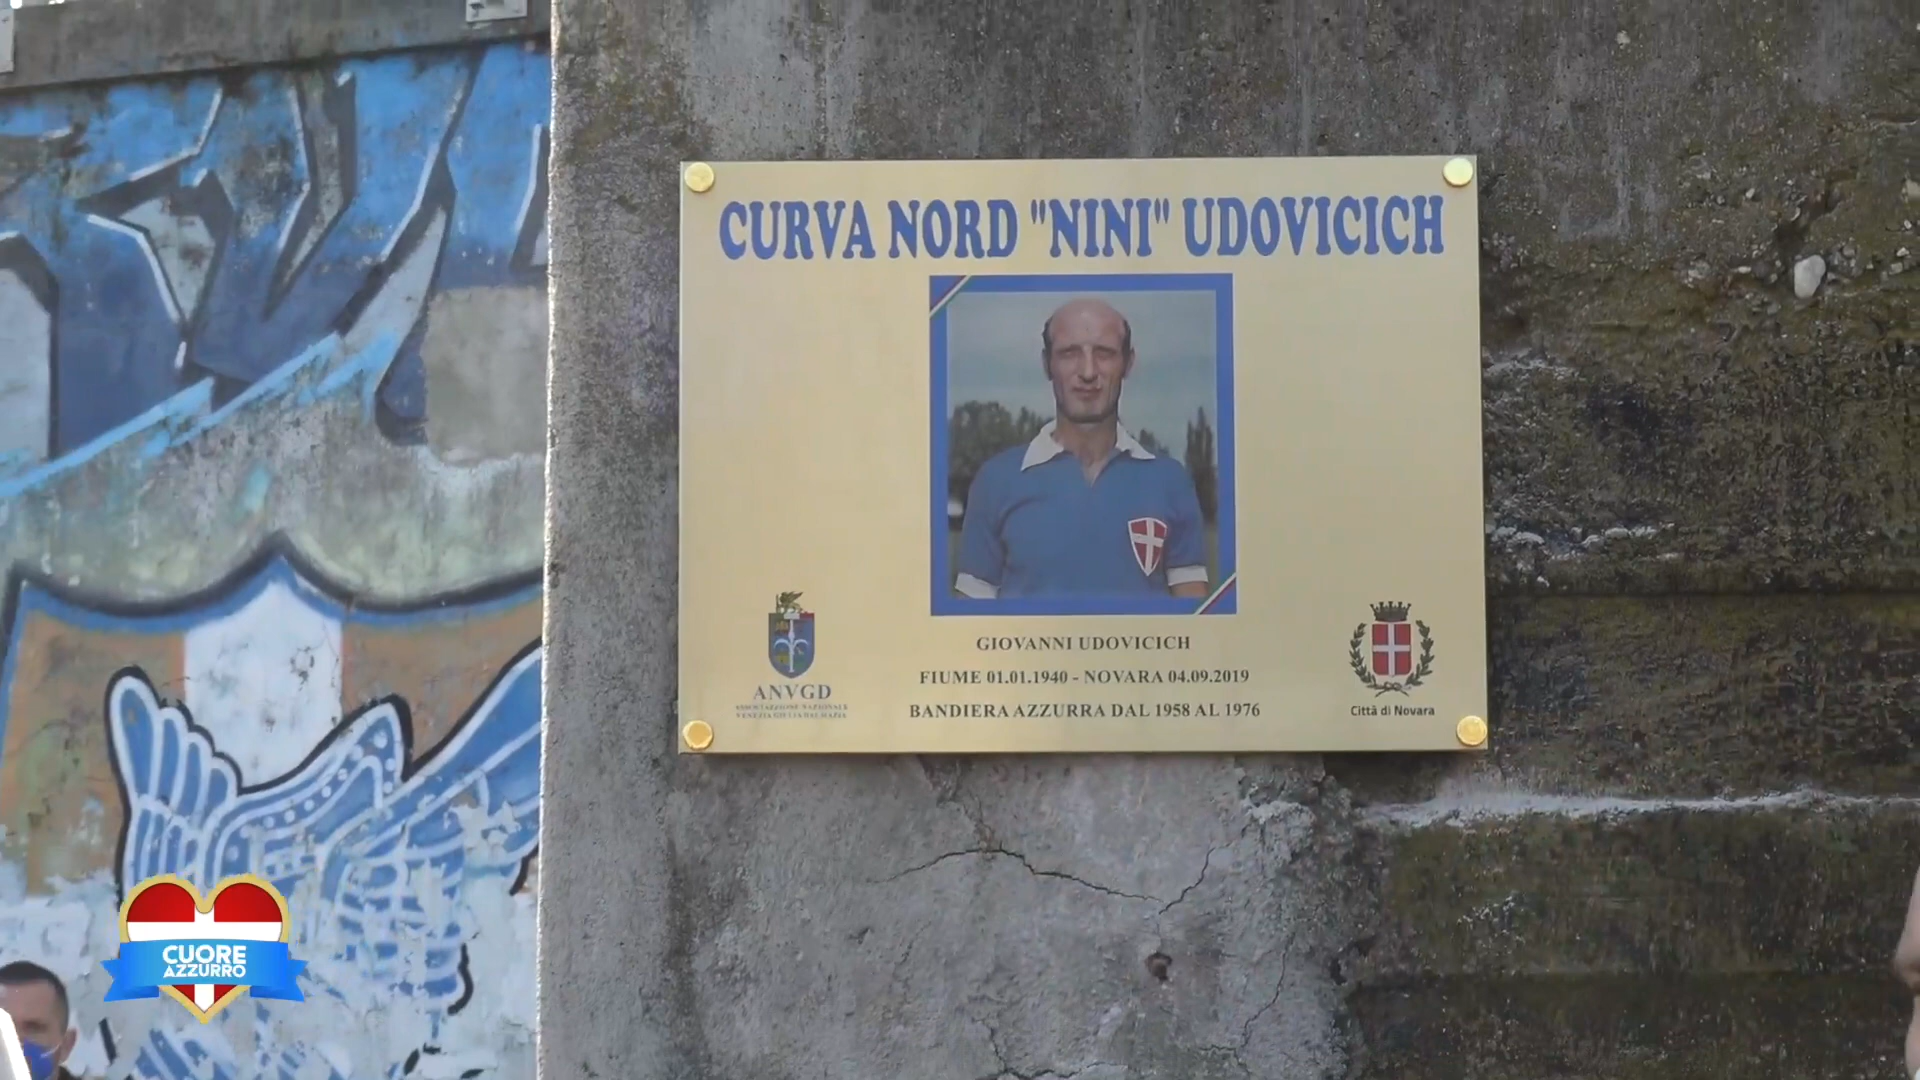 CURVA NORD "NINI" UDOVICICH
GIOVANNI UDOVICICH
FIUME 01.01.1940 - NOVARA 04.09.2019
BANDIERA AZZURRA DAL 1958 AL 1976
ANVGD
ASSOCIAZIONE NAZIONALE
VENEZIA GIULIA DALMAZIA
Città di Novara
CUORE
AZZURRO